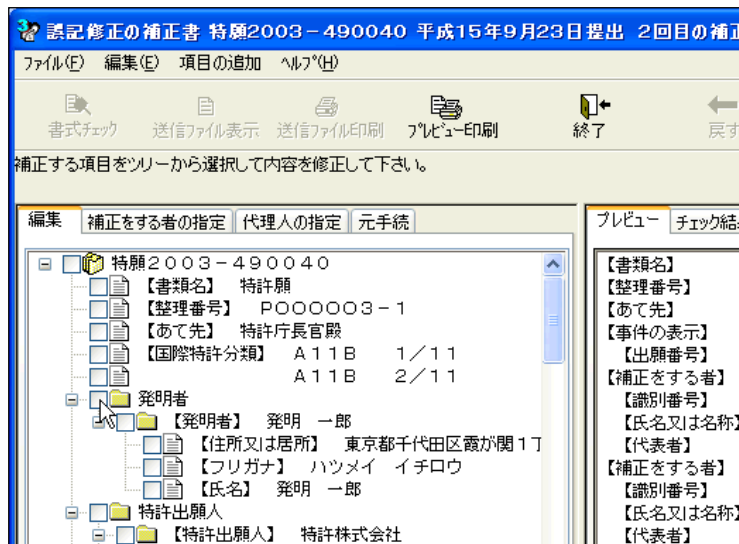 誤記修正の補正書 特願2003-490040 平成15年9月23日提出 2回目の補正
ファイル(F) 編集(E) 項目の追加 ヘルプ(H)
書式チェック 送信ファイル表示 送信ファイル印刷 プレビュー印刷 終了 戻す
補正する項目をツリーから選択して内容を修正して下さい。
編集 補正をする者の指定 代理人の指定 元手続
特願2003-490040
【書類名】 特許願
【整理番号】 P000003-1
【あて先】 特許庁長官殿
【国際特許分類】 A11B 1/11
A11B 2/11
発明者
【発明者】 発明 一郎
【住所又は居所】 東京都千代田区霞が関1丁
【フリガナ】 ハツメイ イチロウ
【氏名】 発明 一郎
特許出願人
【特許出願人】 特許株式会社
プレビュー チェック結
【書類名】
【整理番号】
【あて先】
【事件の表示】
【出願番号】
【補正をする者】
【識別番号】
【氏名又は名称】
【代表者】
【補正をする者】
【識別番号】
【氏名又は名称】
【代表者】